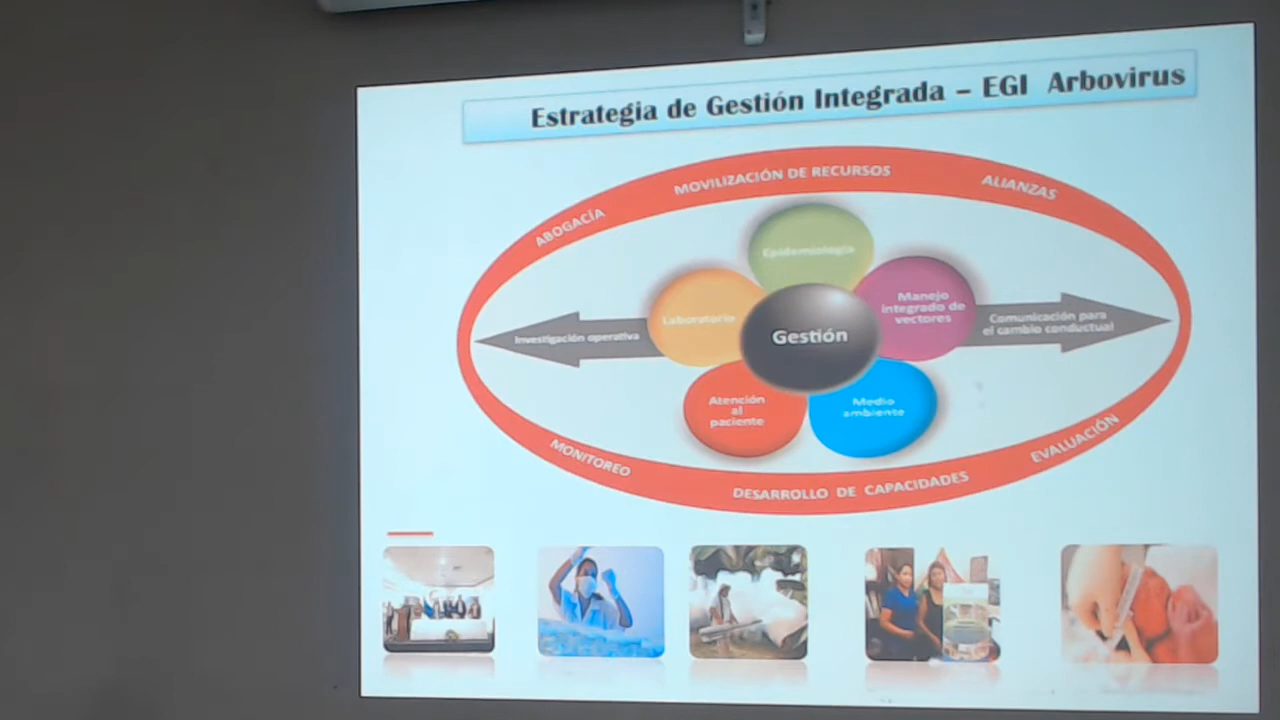 Estrategia de Gestión Integrada – EGI Arbovirus
MOVILIZACIÓN DE RECURSOS
ALIANZAS
ABOGACÍA
Epidemiología
Laboratorio
Manejo
integrado de
vectores
Gestión
Investigación operativa
Comunicación para
el cambio conductual
Atención
al
paciente
Medio
ambiente
MONITOREO
EVALUACIÓN
DESARROLLO DE CAPACIDADES